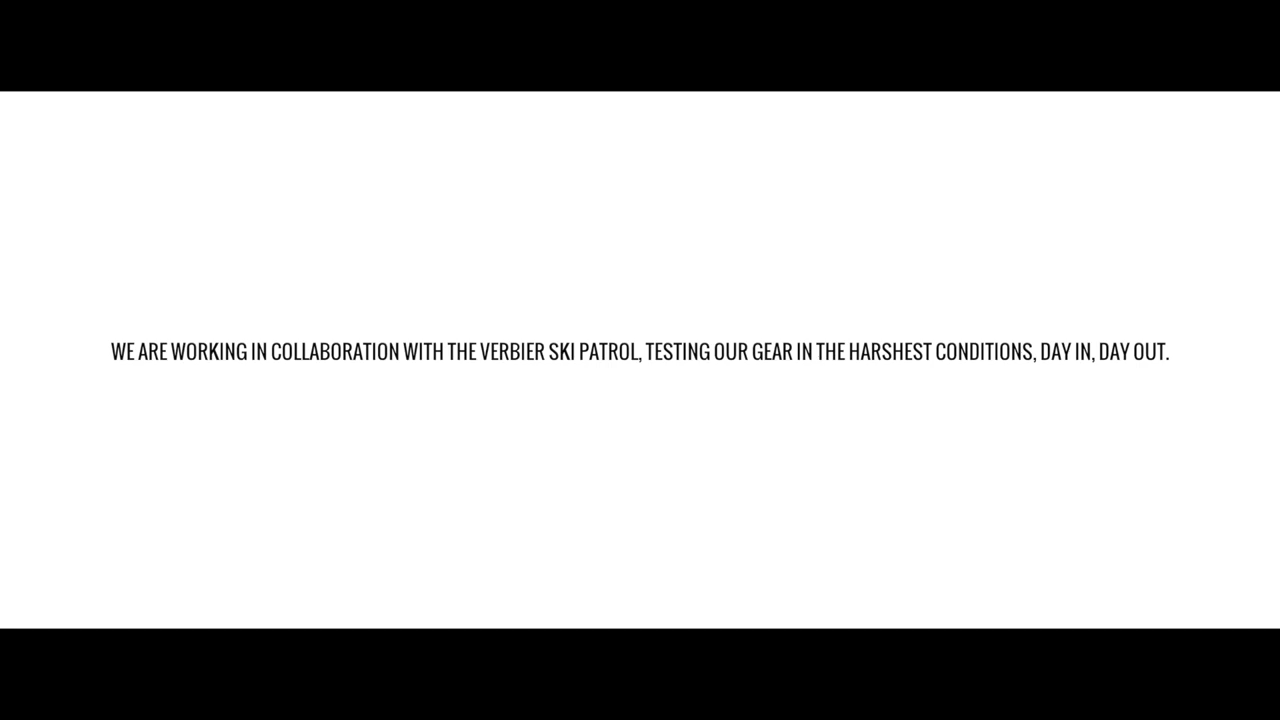 WE ARE WORKING IN COLLABORATION WITH THE VERBIER SKI PATROL, TESTING OUR GEAR IN THE HARSHEST CONDITIONS, DAY IN, DAY OUT.